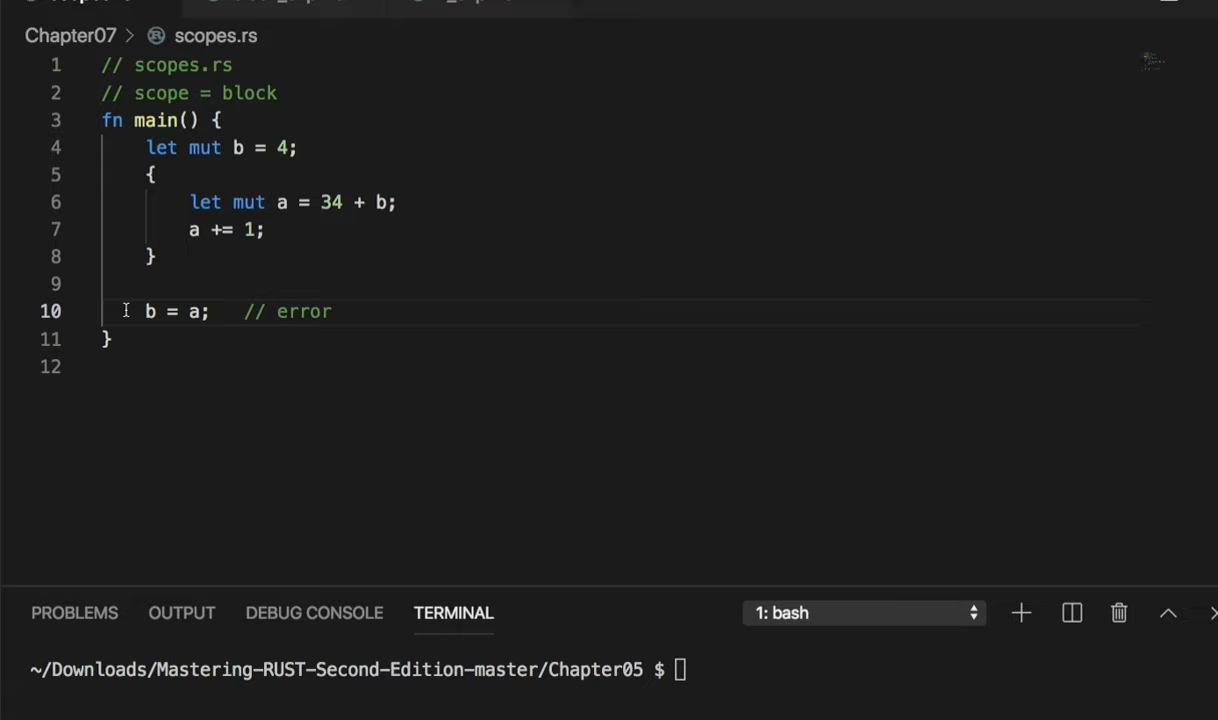 Chapter07 > scopes.rs
1 // scopes.rs
2 // scope = block
3 fn main() {
4     let mut b = 4;
5     {
6         let mut a = 34 + b;
7         a += 1;
8     }
9
10     b = a;   // error
11 }
12
PROBLEMS OUTPUT DEBUG CONSOLE TERMINAL 1: bash
~/Downloads/Mastering-RUST-Second-Edition-master/Chapter05 $